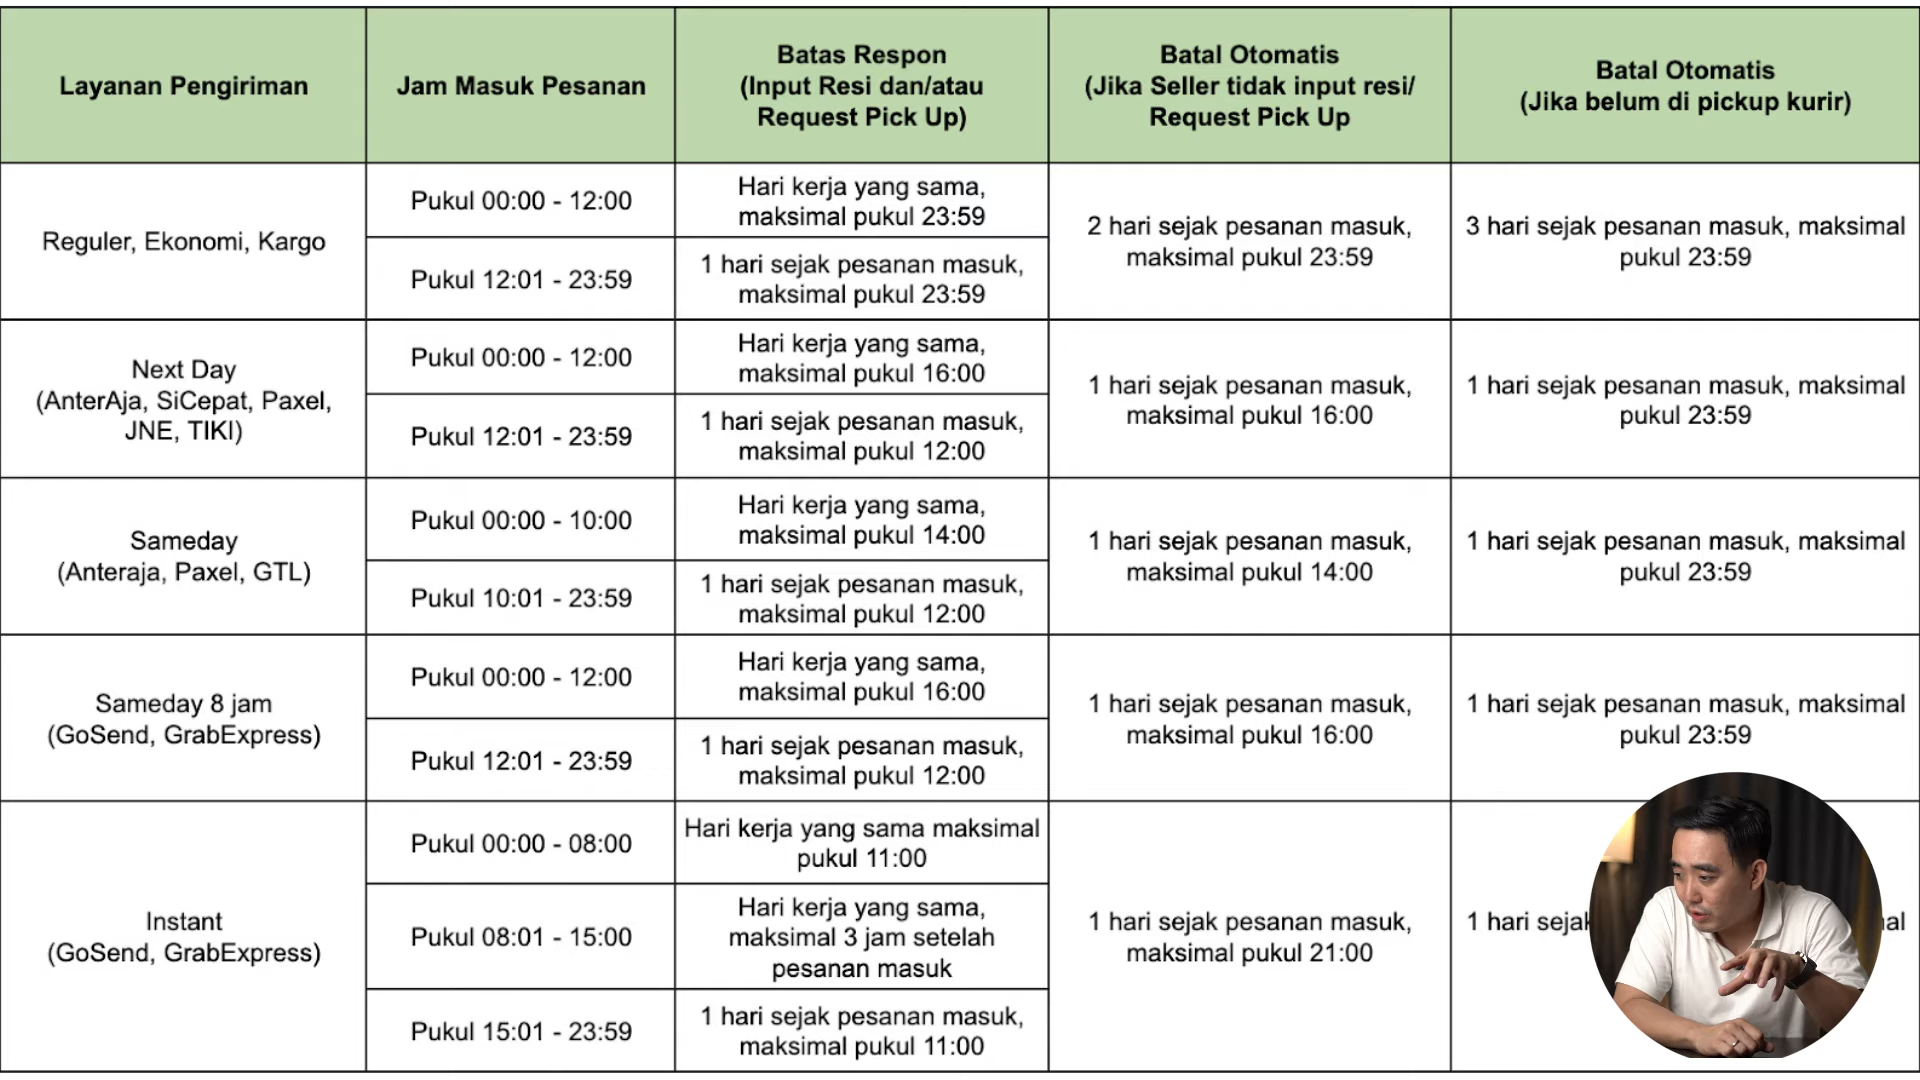 Layanan Pengiriman
Jam Masuk Pesanan
Batas Respon
(Input Resi dan/atau
Request Pick Up)
Batal Otomatis
(Jika Seller tidak input resi/
Request Pick Up
Batal Otomatis
(Jika belum di pickup kurir)
Reguler, Ekonomi, Kargo
Pukul 00:00 - 12:00
Hari kerja yang sama,
maksimal pukul 23:59
Pukul 12:01 - 23:59
1 hari sejak pesanan masuk,
maksimal pukul 23:59
2 hari sejak pesanan masuk,
maksimal pukul 23:59
3 hari sejak pesanan masuk, maksimal
pukul 23:59
Next Day
(AnterAja, SiCepat, Paxel,
JNE, TIKI)
Pukul 00:00 - 12:00
Hari kerja yang sama,
maksimal pukul 16:00
Pukul 12:01 - 23:59
1 hari sejak pesanan masuk,
maksimal pukul 12:00
1 hari sejak pesanan masuk,
maksimal pukul 16:00
1 hari sejak pesanan masuk, maksimal
pukul 23:59
Sameday
(Anteraja, Paxel, GTL)
Pukul 00:00 - 10:00
Hari kerja yang sama,
maksimal pukul 14:00
Pukul 10:01 - 23:59
1 hari sejak pesanan masuk,
maksimal pukul 12:00
1 hari sejak pesanan masuk,
maksimal pukul 14:00
1 hari sejak pesanan masuk, maksimal
pukul 23:59
Sameday 8 jam
(GoSend, GrabExpress)
Pukul 00:00 - 12:00
Hari kerja yang sama,
maksimal pukul 16:00
Pukul 12:01 - 23:59
1 hari sejak pesanan masuk,
maksimal pukul 12:00
1 hari sejak pesanan masuk,
maksimal pukul 16:00
1 hari sejak pesanan masuk, maksimal
pukul 23:59
Instant
(GoSend, GrabExpress)
Pukul 00:00 - 08:00
Hari kerja yang sama maksimal
pukul 11:00
Pukul 08:01 - 15:00
Hari kerja yang sama,
maksimal 3 jam setelah
pesanan masuk
Pukul 15:01 - 23:59
1 hari sejak pesanan masuk,
maksimal pukul 11:00
1 hari sejak pesanan masuk,
maksimal pukul 21:00
1 hari sejak